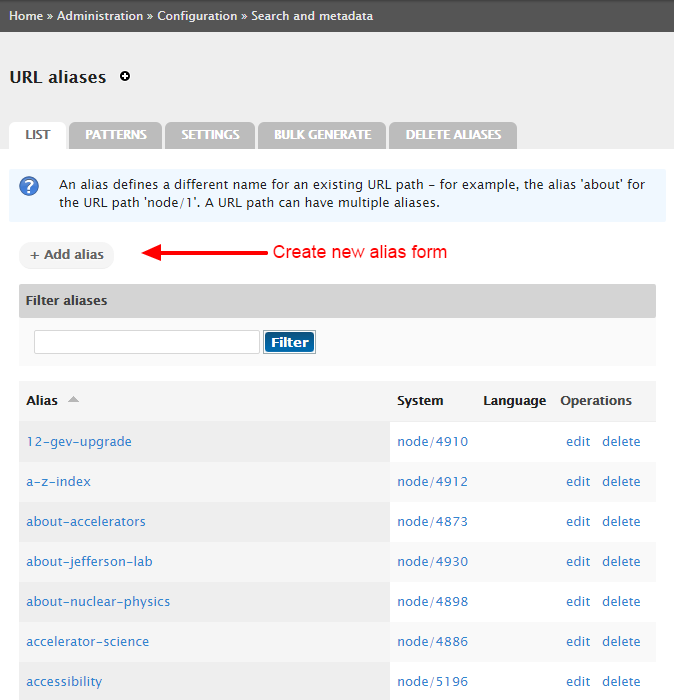 Home » Administration » Configuration » Search and metadata
URL aliases
LIST PATTERNS SETTINGS BULK GENERATE DELETE ALIASES
An alias defines a different name for an existing URL path – for example, the alias 'about' for
the URL path 'node/1'. A URL path can have multiple aliases.
+ Add alias Create new alias form
Filter aliases
Filter
Alias System Language Operations
12-gev-upgrade node/4910 edit delete
a-z-index node/4912 edit delete
about-accelerators node/4873 edit delete
about-jefferson-lab node/4930 edit delete
about-nuclear-physics node/4898 edit delete
accelerator-science node/4886 edit delete
accessibility node/5196 edit delete